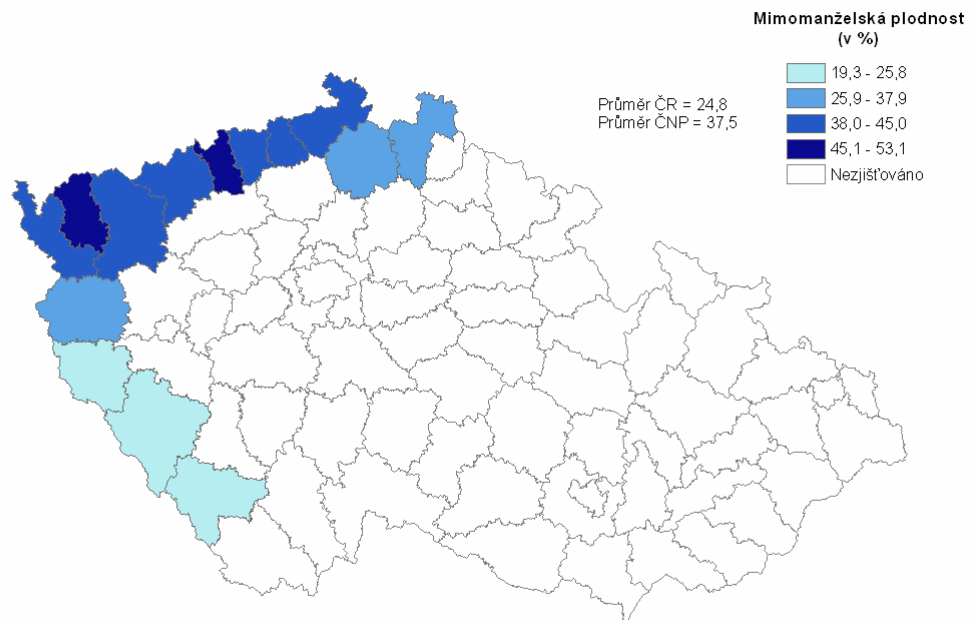 Mimomanželská plodnost
(v %)
19,3 - 25,8
25,9 - 37,9
38,0 - 45,0
45,1 - 53,1
Nezjišťováno
Průměr ČR = 24,8
Průměr ČNP = 37,5